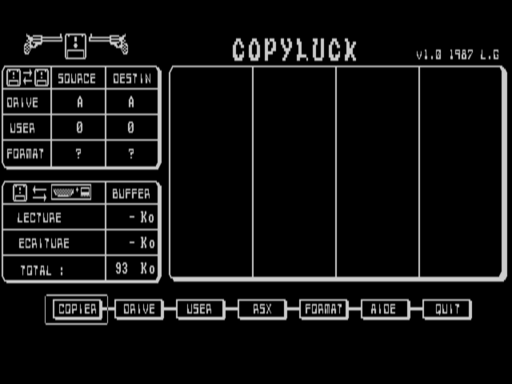 COPYLUCK
v1.0 1987 L.G
SOURCE DESTIN
DRIVE A A
USER 0 0
FORMAT ? ?
BUFFER
LECTURE - Ko
ECRITURE - Ko
TOTAL : 93 Ko
COPIER DRIVE USER RSX FORMAT AIDE QUIT